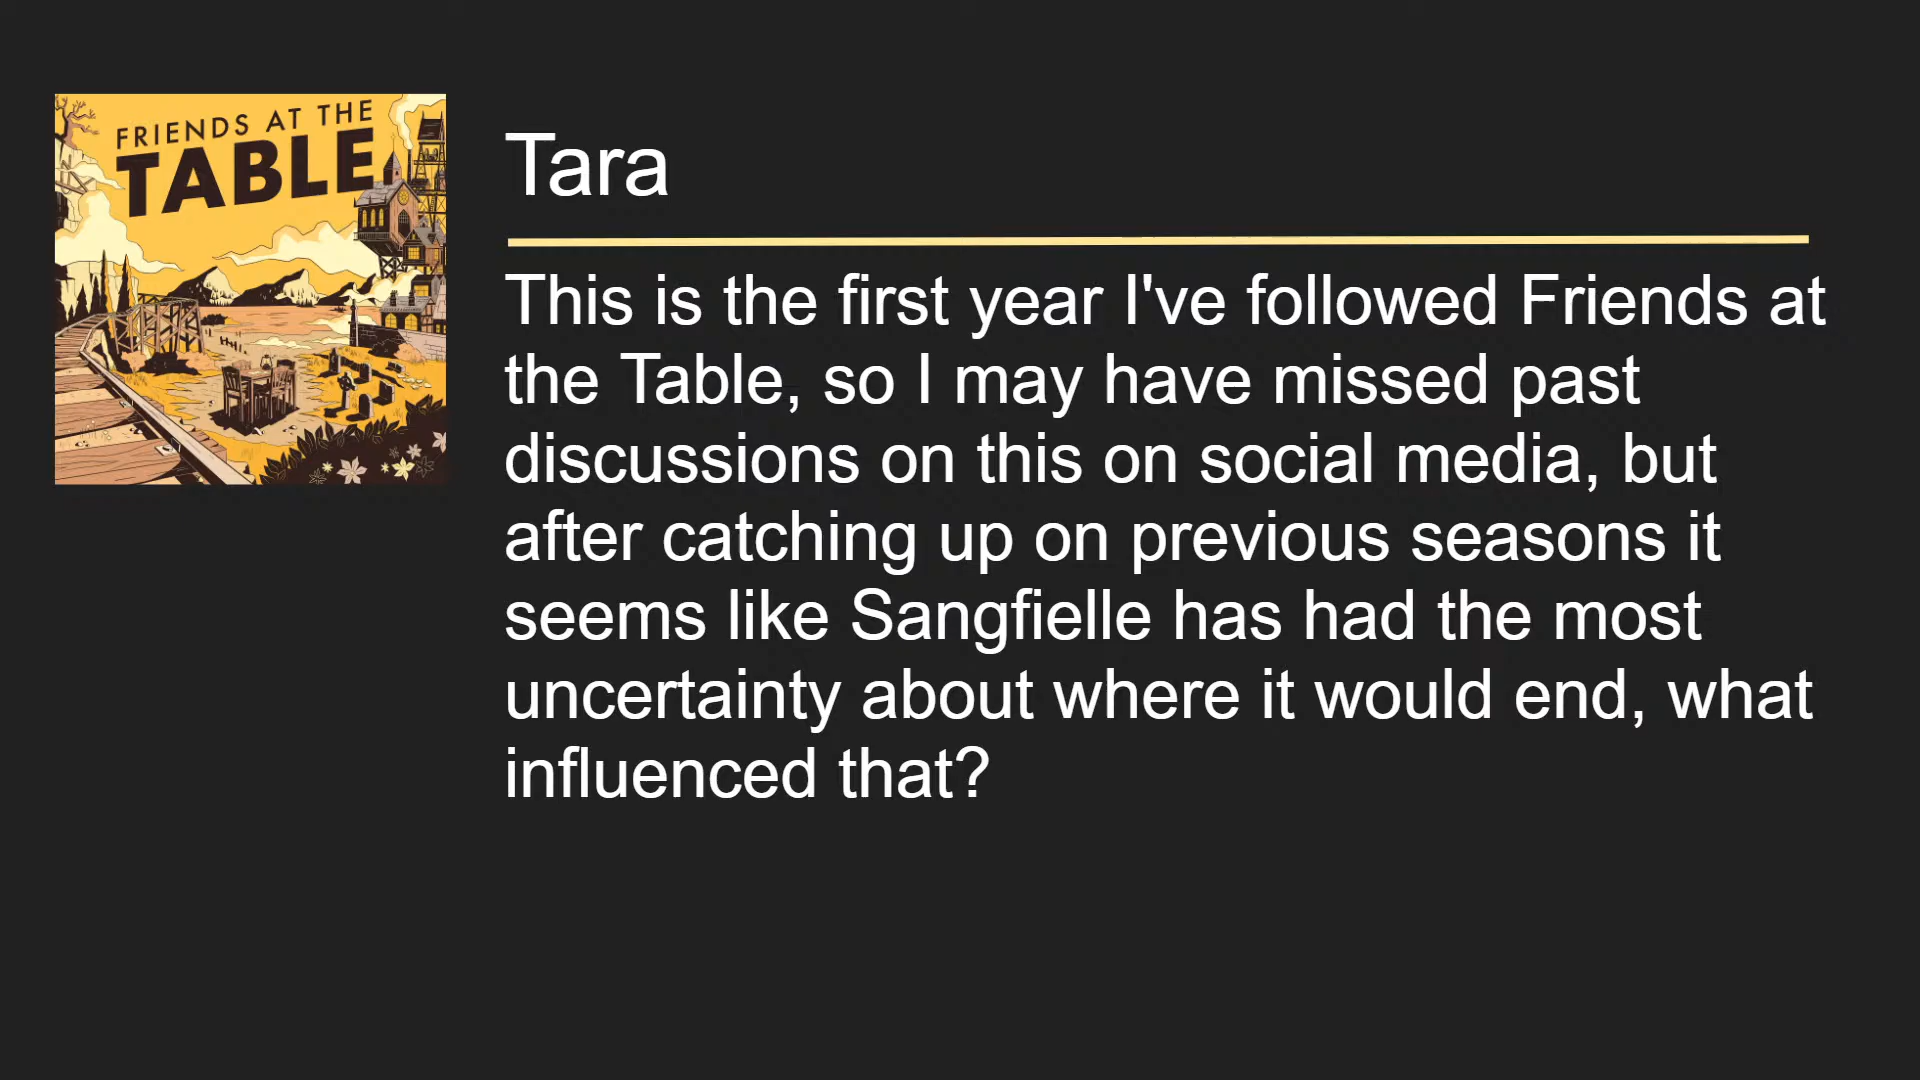 FRIENDS AT THE
TABLE
Tara
This is the first year I've followed Friends at
the Table, so I may have missed past
discussions on this on social media, but
after catching up on previous seasons it
seems like Sangfielle has had the most
uncertainty about where it would end, what
influenced that?